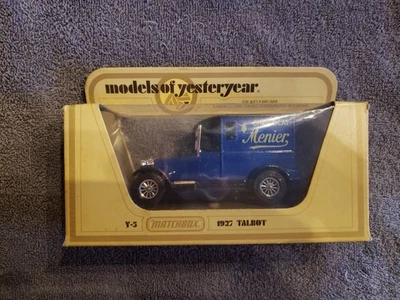 models of yesteryear
Menier
Y-5 MATCHBOX 1927 TALBOT